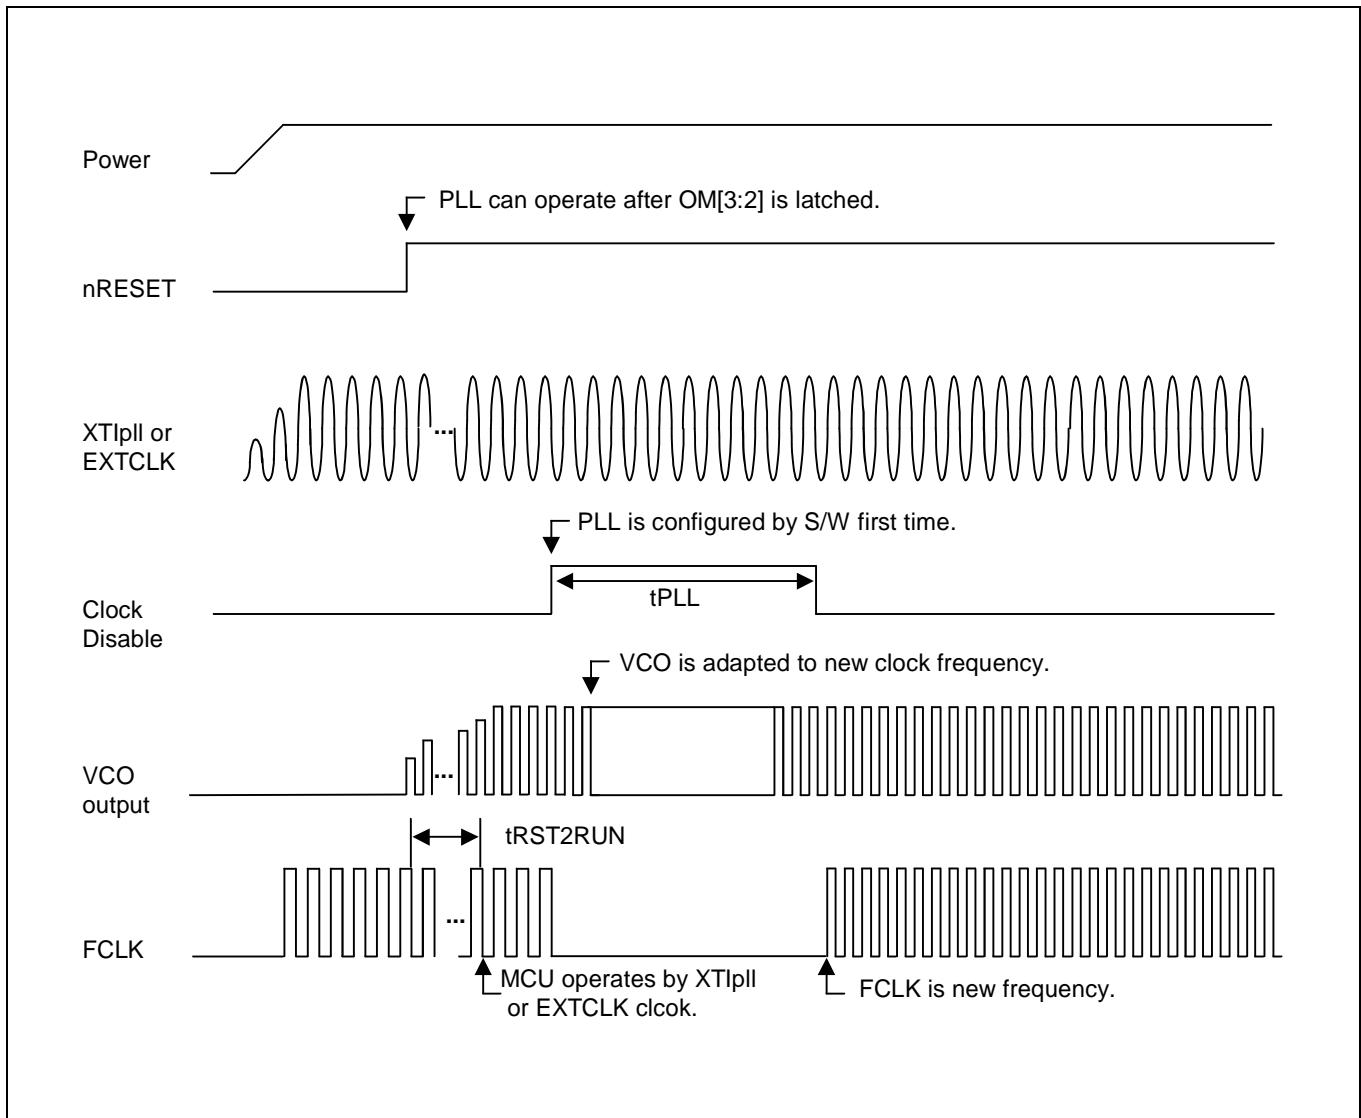 Power
PLL can operate after OM[3:2] is latched.
nRESET
XTIpll or
EXTCLK
...
PLL is configured by S/W first time.
tPLL
Clock
Disable
VCO is adapted to new clock frequency.
...
VCO
output
tRST2RUN
...
FCLK
MCU operates by XTIpll
or EXTCLK clcok.
FCLK is new frequency.